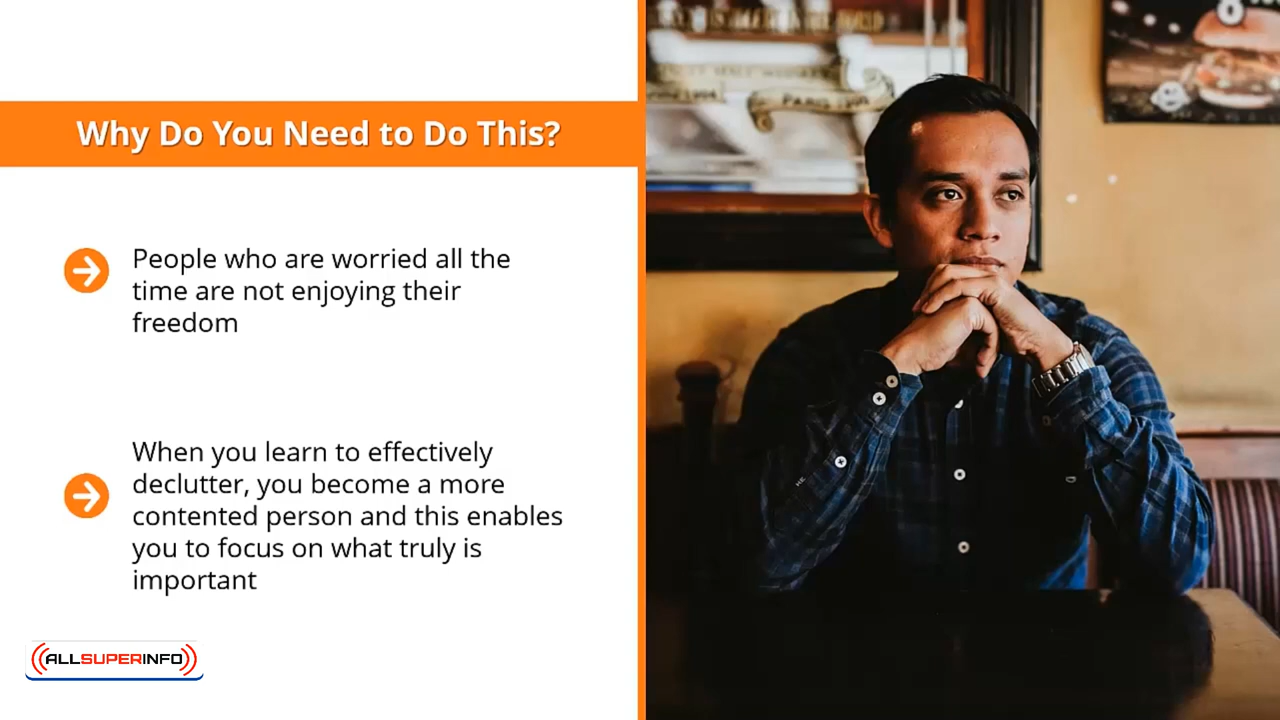 Why Do You Need to Do This?
People who are worried all the
time are not enjoying their
freedom
When you learn to effectively
declutter, you become a more
contented person and this enables
you to focus on what truly is
important
ALLSUPERINFO